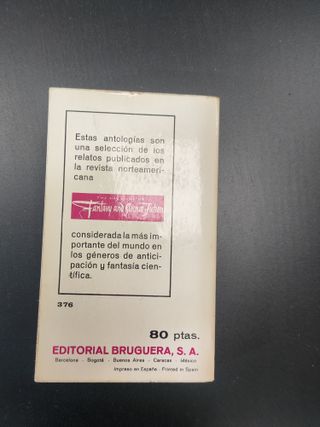 Estas antologías son
una selección de los
relatos publicados en
la revista norteameri-
cana
Fantasy and Science Fiction
considerada la más im-
portante del mundo en
los géneros de antici-
pación y fantasía cien-
tífica.
376
80 ptas.
EDITORIAL BRUGUERA, S. A.
Barcelona - Bogotá - Buenos Aires - Caracas - México
Impreso en España - Printed in Spain